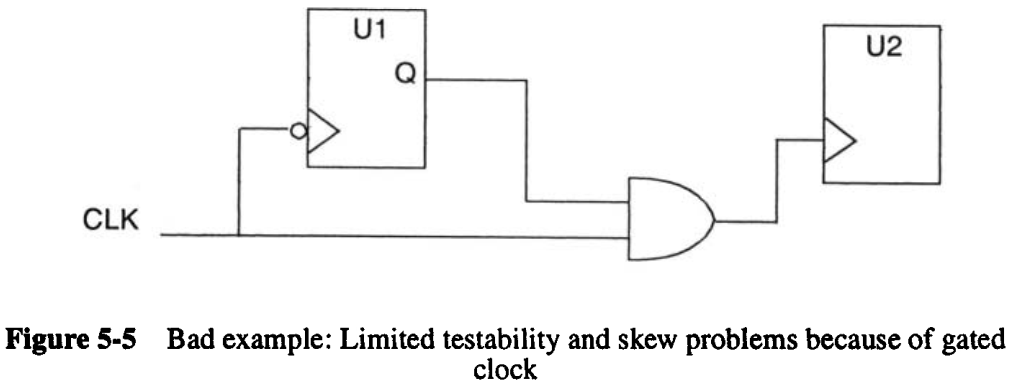 U1
U2
Q
CLK
Figure 5-5 Bad example: Limited testability and skew problems because of gated
clock